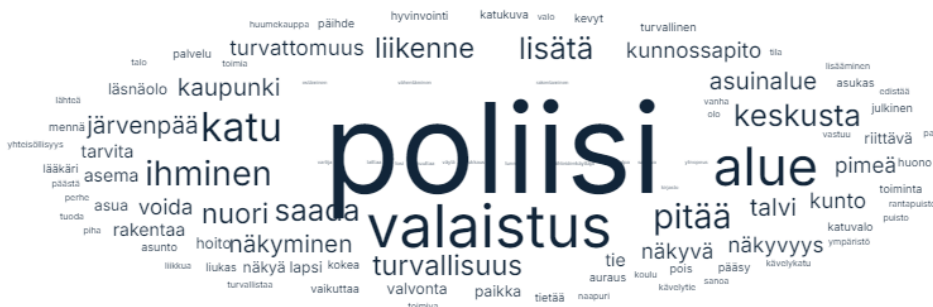 hyvinvointi katukuva valo kevyt
huumekauppa päihde turvallinen
turvattomuus liikenne lisätä kunnossapito tila
palvelu
talo toimia lisääminen
läsnäolo kaupunki asuinalue asukas
edistää
lähteä vanha
olo keskusta julkinen
mennä järvenpää katu poliisi vastuu riittävä
yhteisöllisyys
tarvita
lääkäri asema ihminen alue pimeä huono
päästä
perhe toiminta
asua voida nuori saada valaistus pitää talvi kunto rantapuisto
tuoda puisto
piha rakentaa katuvalo
asunto hoito näkyminen näkyvä näkyvyys ympäristö
liikkua liukas näkyä lapsi kokea turvallisuus tie pois pääsy kävelykatu
auraus koulu sanoa
turvallistaa vaikuttaa valvonta paikka kävelytie
tietää naapuri
toimiva